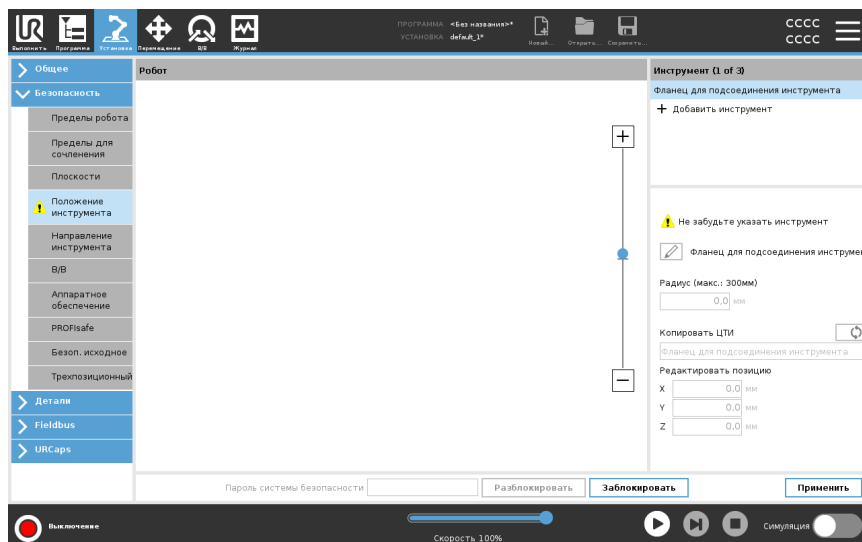 ПРОГРАММА <Без названия>*
УСТАНОВКА default_1*
Выполнить Программа Установка Перемещение В/В Журнал
Новый... Открыть... Сохранить...
CCCC
CCCC
Общее
Безопасность
Пределы робота
Пределы для
сочленения
Плоскости
Положение
инструмента
Направление
инструмента
В/В
Аппаратное
обеспечение
PROFIsafe
Безоп. исходное
Трехпозиционный
Детали
Fieldbus
URCaps
Робот
Инструмент (1 of 3)
Фланец для подсоединения инструмента
Добавить инструмент
Не забудьте указать инструмент
Фланец для подсоединения инструме
Радиус (макс.: 300мм)
0,0 мм
Копировать ЦТИ
Фланец для подсоединения инструмента
Редактировать позицию
X 0,0 мм
Y 0,0 мм
Z 0,0 мм
Пароль системы безопасности Разблокировать Заблокировать Применить
Выключение
Скорость 100%
Симуляция